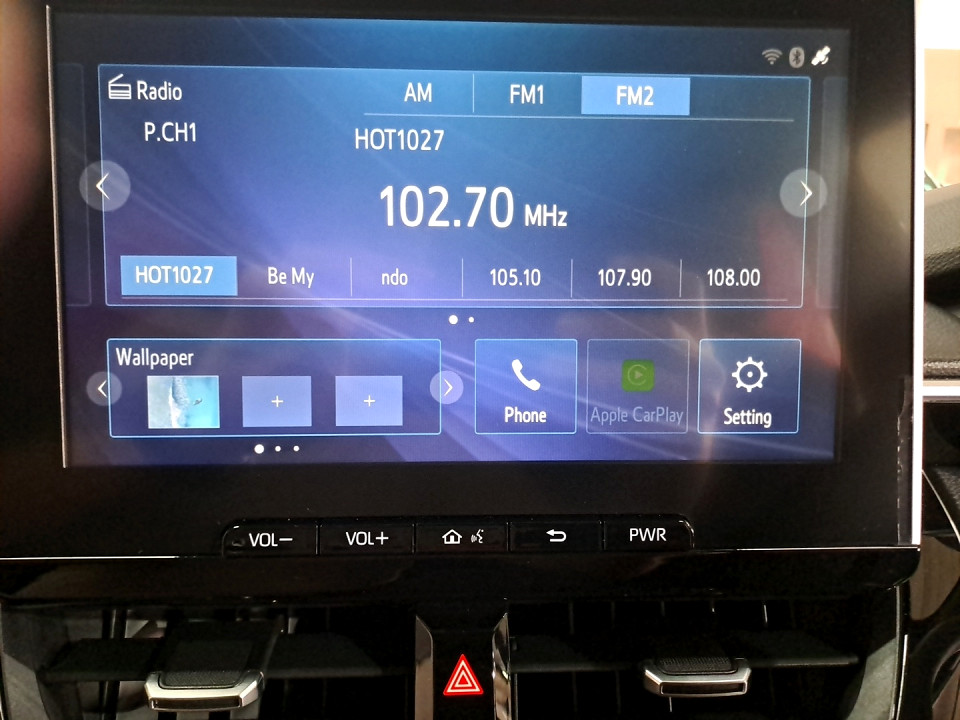 Radio AM FM1 FM2
P.CH1 HOT1027
102.70 MHz
HOT1027 Be My ndo 105.10 107.90 108.00
Wallpaper
+ +
Phone Apple CarPlay Setting
VOL− VOL+ PWR